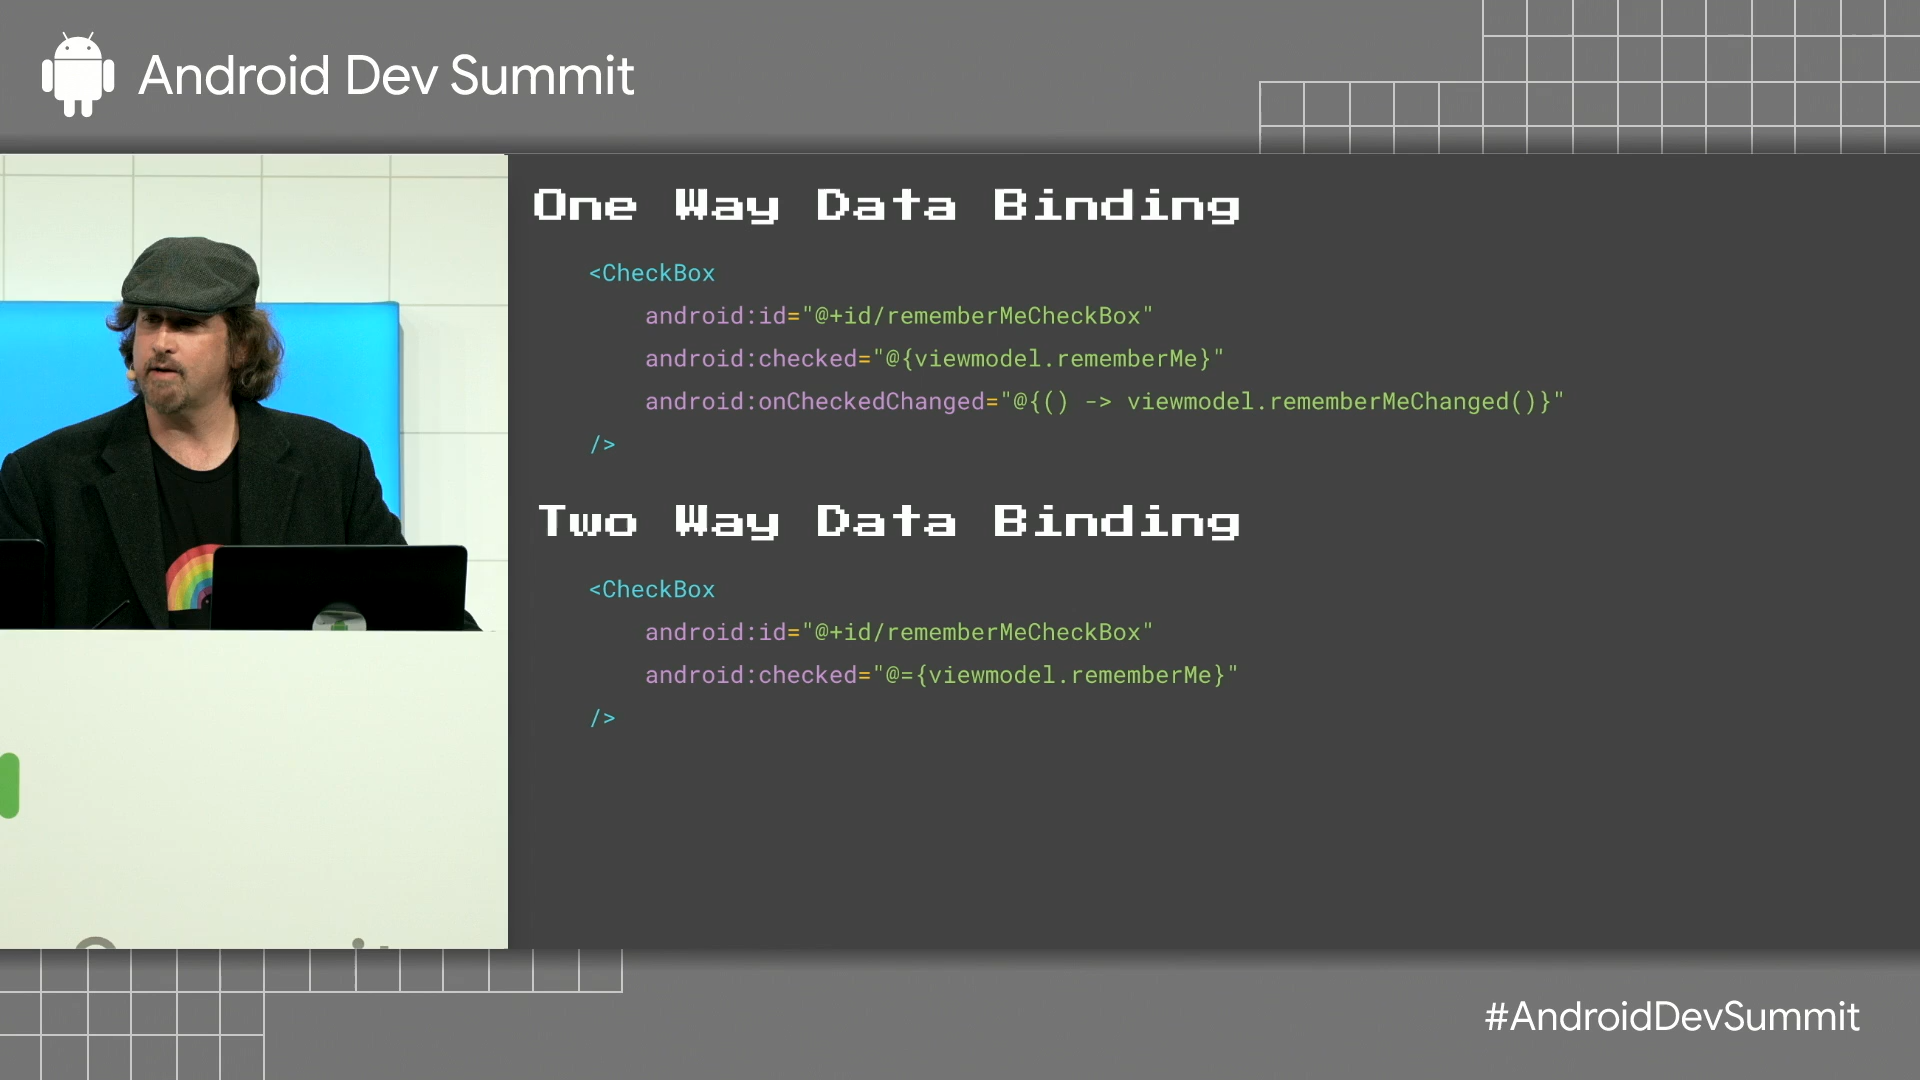 Android Dev Summit
One Way Data Binding
<CheckBox
android:id="@+id/rememberMeCheckBox"
android:checked="@{viewmodel.rememberMe}"
android:onCheckedChanged="@{() -> viewmodel.rememberMeChanged()}"
/>
Two Way Data Binding
<CheckBox
android:id="@+id/rememberMeCheckBox"
android:checked="@={viewmodel.rememberMe}"
/>
#AndroidDevSummit